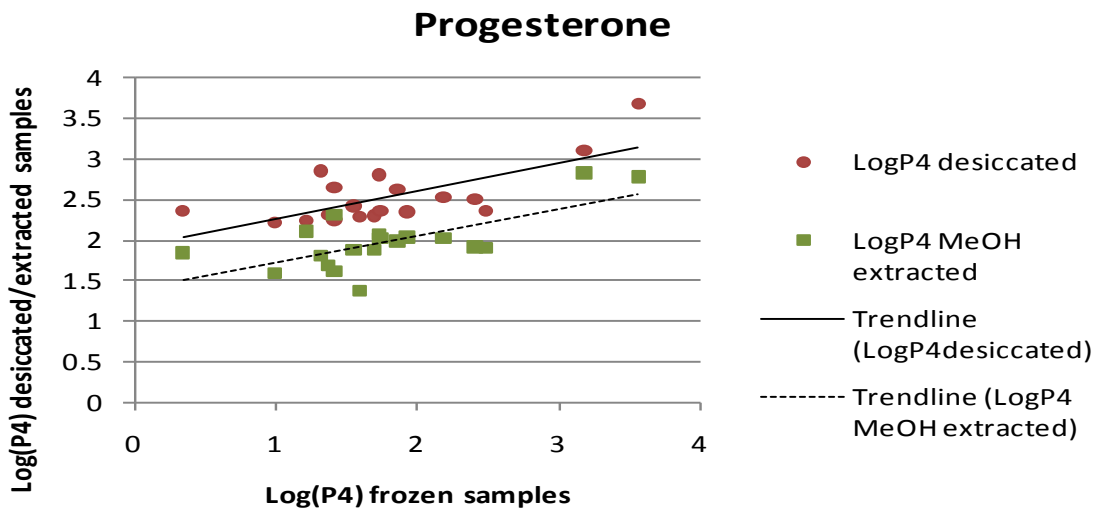 Progesterone
Log(P4) desiccated/extracted samples
4
3.5
3
2.5
2
1.5
1
0.5
0
0 1 2 3 4
Log(P4) frozen samples
LogP4 desiccated
LogP4 MeOH
extracted
Trendline
(LogP4desiccated)
Trendline (LogP4
MeOH extracted)